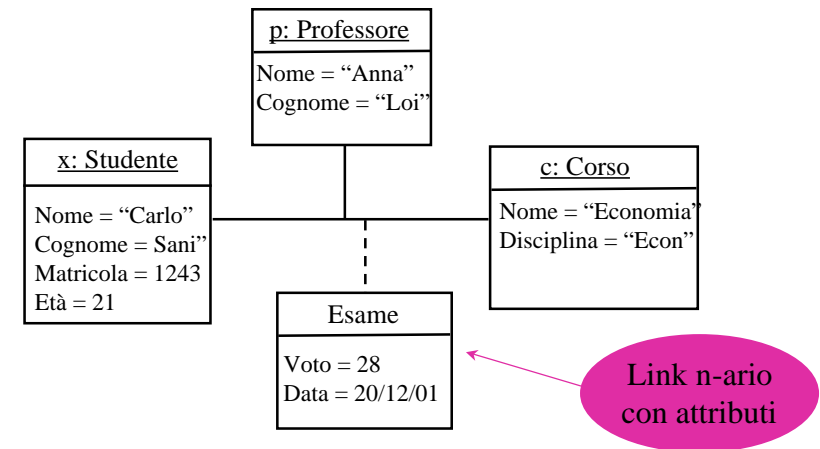 p: Professore
Nome = “Anna”
Cognome = “Loi”
x: Studente
Nome = “Carlo”
Cognome = Sani”
Matricola = 1243
Età = 21
c: Corso
Nome = “Economia”
Disciplina = “Econ”
Esame
Voto = 28
Data = 20/12/01
Link n-ario
con attributi